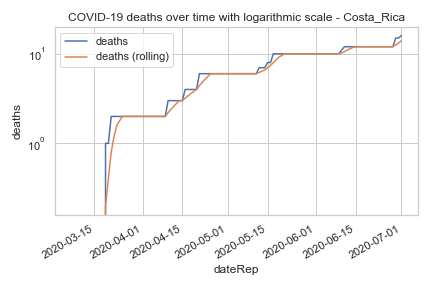 COVID-19 deaths over time with logarithmic scale - Costa_Rica
deaths
deaths (rolling)
10¹
10⁰
deaths
2020-03-15
2020-04-01
2020-04-15
2020-05-01
2020-05-15
2020-06-01
2020-06-15
2020-07-01
dateRep